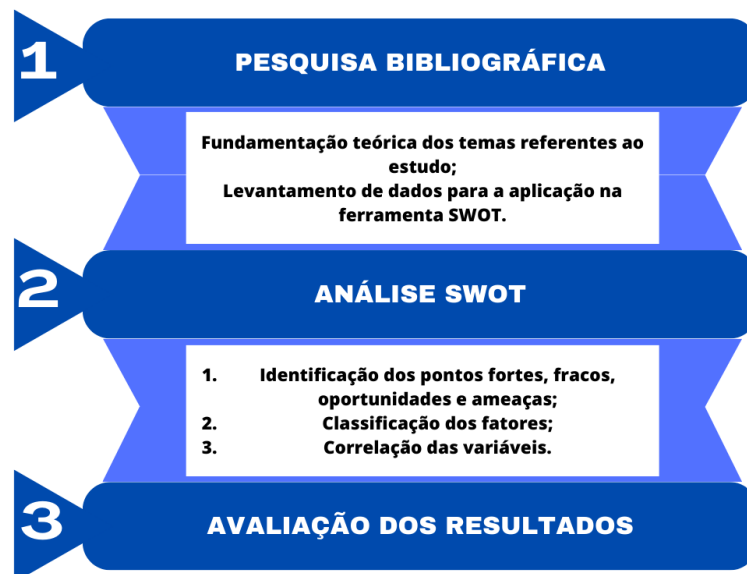 1
PESQUISA BIBLIOGRÁFICA
Fundamentação teórica dos temas referentes ao
estudo;
Levantamento de dados para a aplicação na
ferramenta SWOT.
2
ANÁLISE SWOT
1. Identificação dos pontos fortes, fracos,
oportunidades e ameaças;
2. Classificação dos fatores;
3. Correlação das variáveis.
3
AVALIAÇÃO DOS RESULTADOS